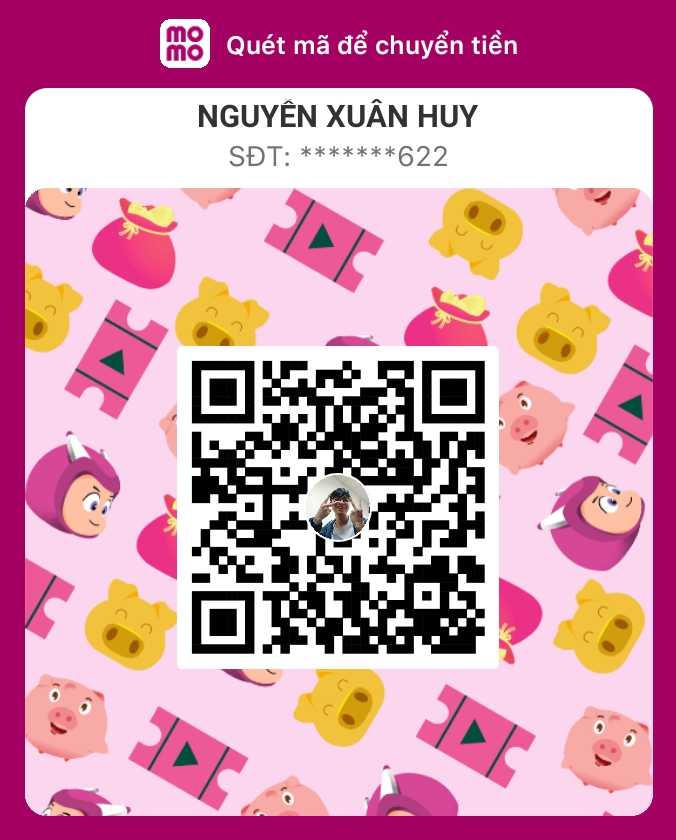 mo
mo
Quét mã để chuyển tiền
NGUYỄN XUÂN HUY
SĐT: *******622